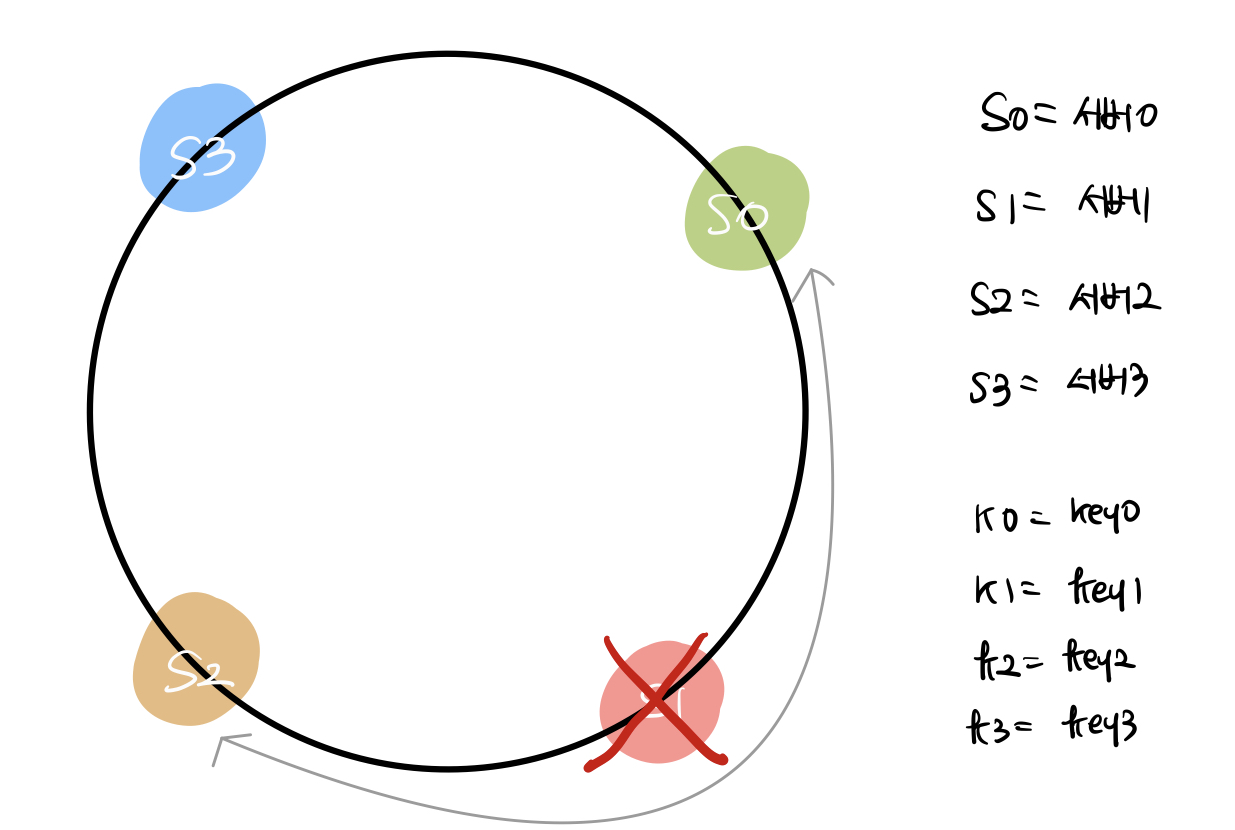 S3
S0
S2
S1
S0= 서버0
S1= 서버1
S2= 서버2
S3= 서버3
K0= key0
K1= key1
k2= key2
k3= key3